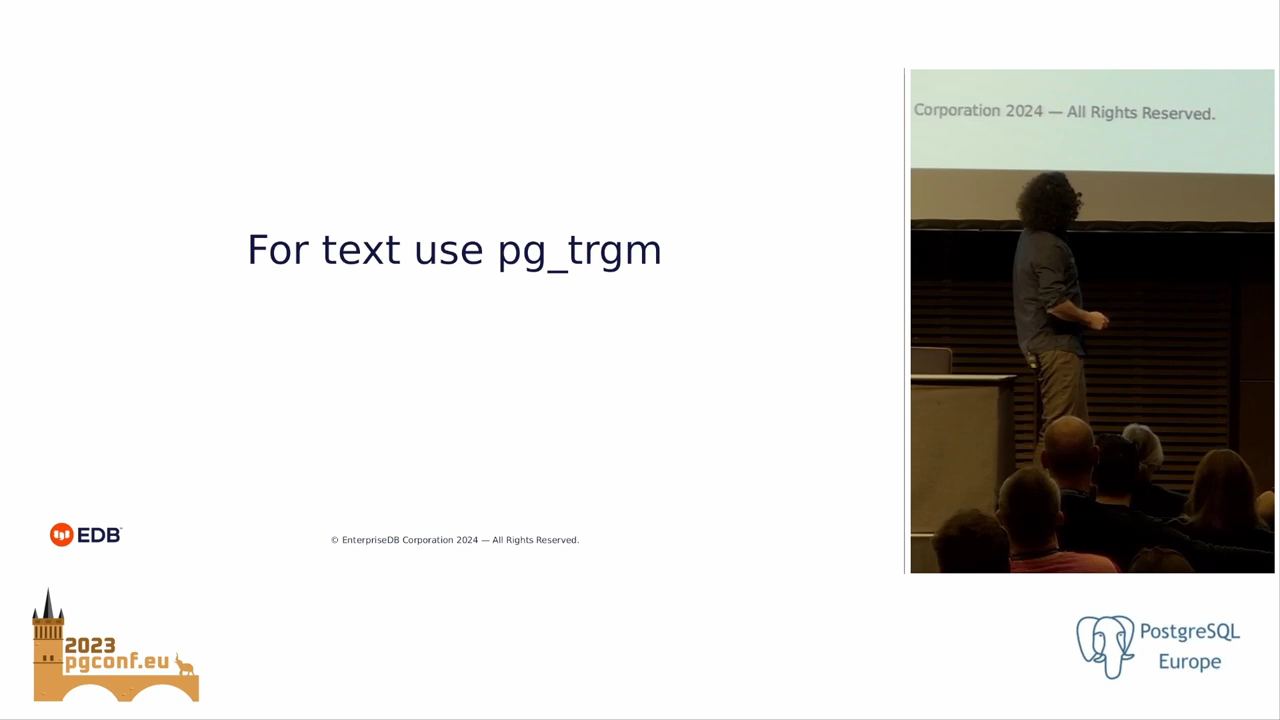 For text use pg_trgm
EDB
© EnterpriseDB Corporation 2024 — All Rights Reserved.
Corporation 2024 — All Rights Reserved.
2023
pgconf.eu
PostgreSQL
Europe